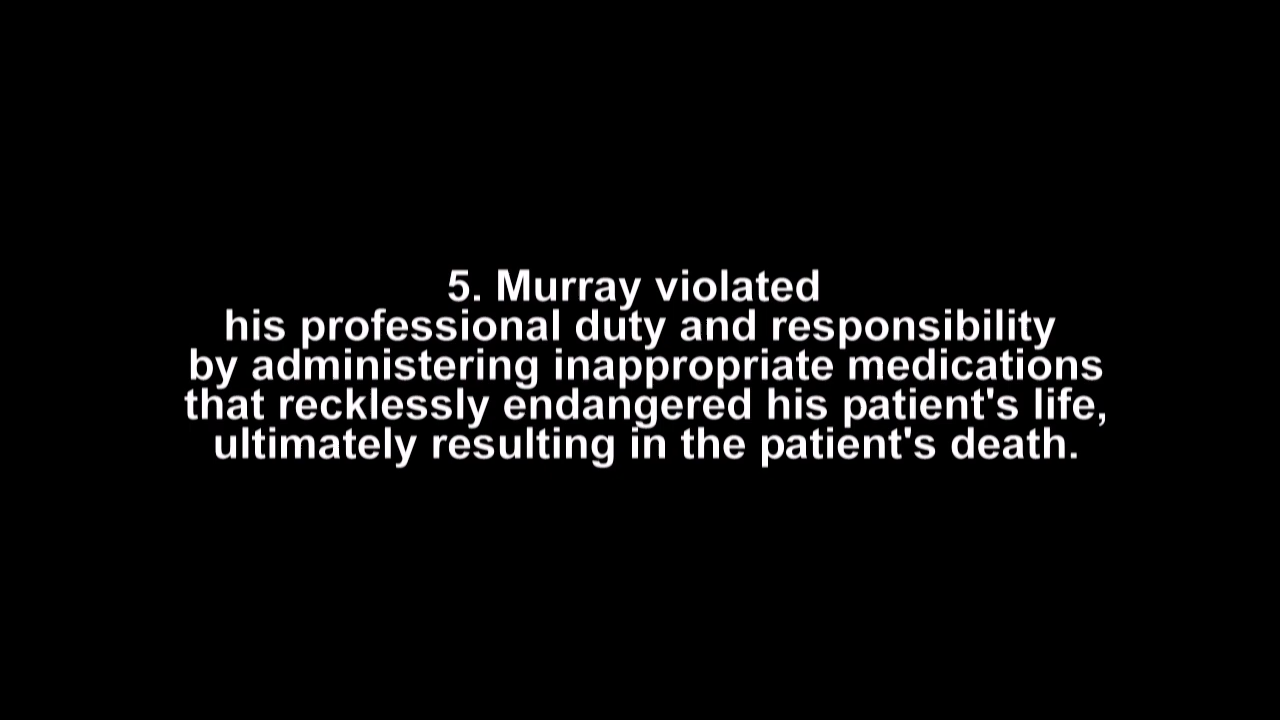 5. Murray violated
his professional duty and responsibility
by administering inappropriate medications
that recklessly endangered his patient's life,
ultimately resulting in the patient's death.